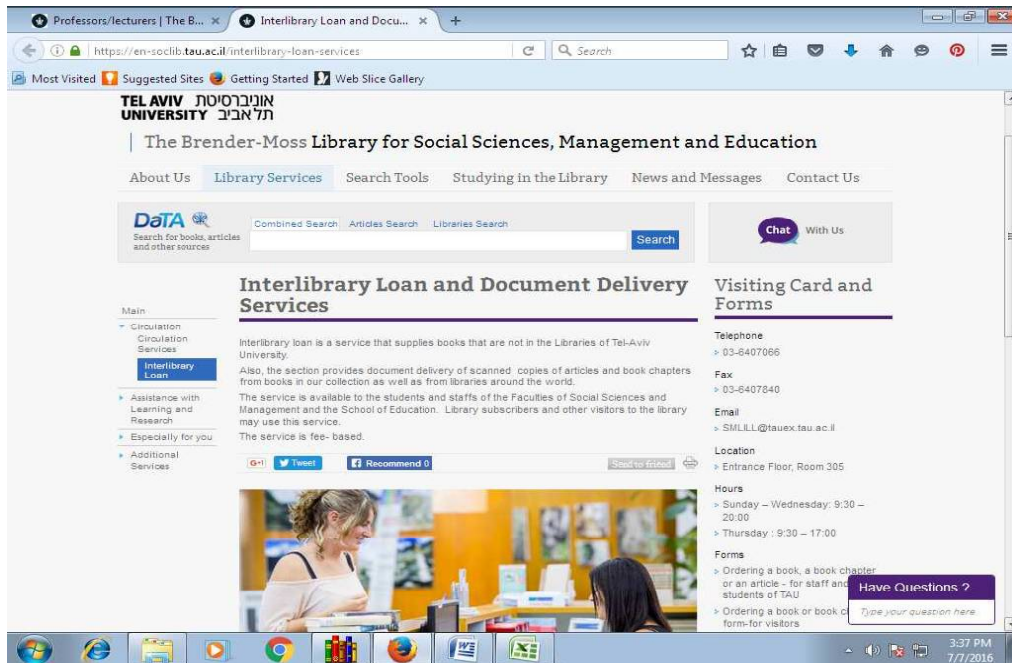 Professors/lecturers | The B...
Interlibrary Loan and Docu...
https://en-soclib.tau.ac.il/interlibrary-loan-services
Search
Most Visited
Suggested Sites
Getting Started
Web Slice Gallery
TEL AVIV אוניברסיטת
UNIVERSITY תל אביב
The Brender-Moss Library for Social Sciences, Management and Education
About Us
Library Services
Search Tools
Studying in the Library
News and Messages
Contact Us
DaTA
Search for books, articles
and other sources
Combined Search
Articles Search
Libraries Search
Search
Chat With Us
Main
Circulation
Circulation
Services
Interlibrary
Loan
Assistance with
Learning and
Research
Especially for you
Additional
Services
Interlibrary Loan and Document Delivery
Services
Interlibrary loan is a service that supplies books that are not in the Libraries of Tel-Aviv
University.
Also, the section provides document delivery of scanned copies of articles and book chapters
from books in our collection as well as from libraries around the world.
The service is available to the students and staffs of the Faculties of Social Sciences and
Management and the School of Education. Library subscribers and other visitors to the library
may use this service.
The service is fee- based.
G+1
Tweet
Recommend 0
Send to friend
Visiting Card and
Forms
Telephone
03-6407066
Fax
03-6407840
Email
SMLILL@tauex.tau.ac.il
Location
Entrance Floor, Room 305
Hours
Sunday – Wednesday: 9:30 –
20:00
Thursday : 9:30 – 17:00
Forms
Ordering a book, a book chapter
or an article - for staff and
students of TAU
Ordering a book or book
form-for visitors
Have Questions ?
Type your question here
3:37 PM
7/7/2016